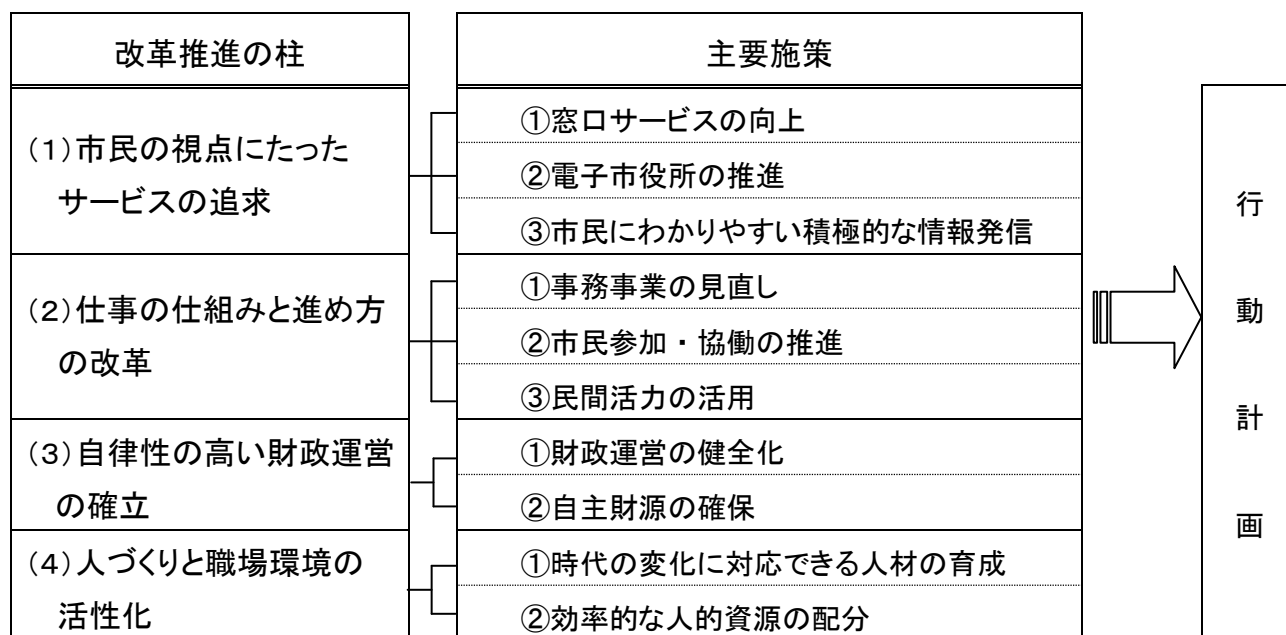 改革推進の柱
主要施策
(1)市民の視点にたった
サービスの追求
①窓口サービスの向上
②電子市役所の推進
③市民にわかりやすい積極的な情報発信
(2)仕事の仕組みと進め方
の改革
①事務事業の見直し
②市民参加・協働の推進
③民間活力の活用
(3)自律性の高い財政運営
の確立
①財政運営の健全化
②自主財源の確保
(4)人づくりと職場環境の
活性化
①時代の変化に対応できる人材の育成
②効率的な人的資源の配分
行動計画